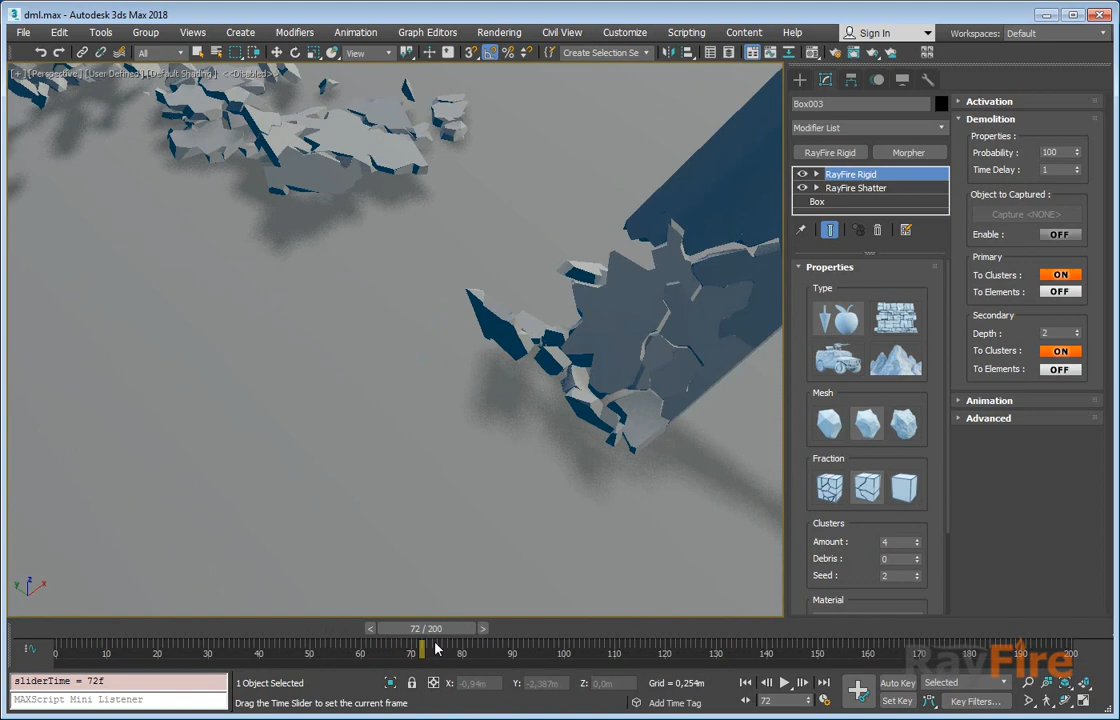 dml.max - Autodesk 3ds Max 2018
File Edit Tools Group Views Create Modifiers Animation Graph Editors Rendering Civil View Customize Scripting Content Help Sign In Workspaces: Default
All View Create Selection Se
[+] [Perspective] [User Defined] [Default Shading] <<Disabled>>
Box003
Modifier List
RayFire Rigid Morpher
RayFire Rigid
RayFire Shatter
Box
Properties
Type
Mesh
Fraction
Clusters
Amount : 4
Debris : 0
Seed : 2
Material
Activation
Demolition
Properties :
Probability : 100
Time Delay : 1
Object to Captured :
Capture <NONE>
Enable : OFF
Primary
To Clusters : ON
To Elements : OFF
Secondary
Depth : 2
To Clusters : ON
To Elements : OFF
Animation
Advanced
z
y x
< 72 / 200 >
0 10 20 30 40 50 60 70 80 90 100 110 120 130 140 150 160 170 180 190 200
RayFire
sliderTime = 72f
MAXScript Mini Listener
1 Object Selected
Drag the Time Slider to set the current frame
X: -0,94m Y: -2,387m Z: 0,0m Grid = 0,254m
Add Time Tag
72
Auto Key Selected
Set Key Key Filters...